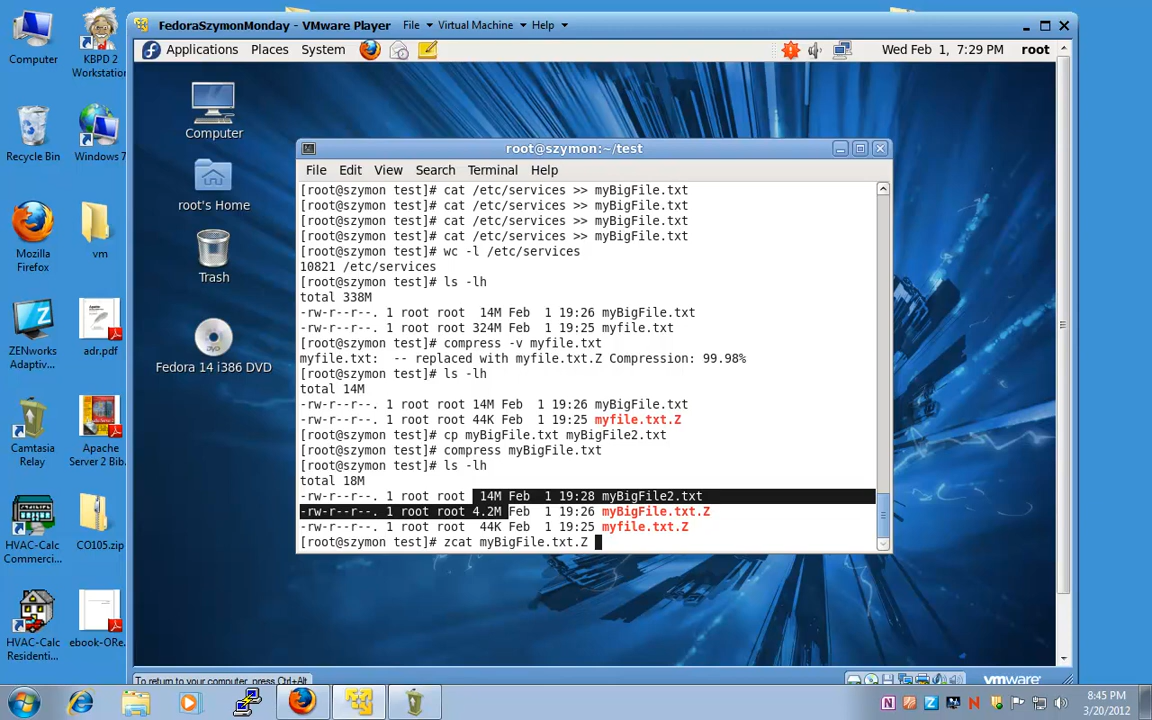 FedoraSzymonMonday - VMware Player File Virtual Machine Help
Applications Places System Wed Feb 1, 7:29 PM root
Computer
KBPD 2
Workstation
Recycle Bin
Windows 7
Mozilla
Firefox
vm
ZENworks
Adaptiv...
adr.pdf
Camtasia
Relay
Apache
Server 2 Bib...
HVAC-Calc
Commerci...
CO105.zip
HVAC-Calc
Residenti...
ebook-ORe...
Computer
root's Home
Trash
Fedora 14 i386 DVD
root@szymon:~/test
File Edit View Search Terminal Help
[root@szymon test]# cat /etc/services >> myBigFile.txt
[root@szymon test]# cat /etc/services >> myBigFile.txt
[root@szymon test]# cat /etc/services >> myBigFile.txt
[root@szymon test]# cat /etc/services >> myBigFile.txt
[root@szymon test]# wc -l /etc/services
10821 /etc/services
[root@szymon test]# ls -lh
total 338M
-rw-r--r--. 1 root root  14M Feb  1 19:26 myBigFile.txt
-rw-r--r--. 1 root root 324M Feb  1 19:25 myfile.txt
[root@szymon test]# compress -v myfile.txt
myfile.txt:  -- replaced with myfile.txt.Z Compression: 99.98%
[root@szymon test]# ls -lh
total 14M
-rw-r--r--. 1 root root 14M Feb  1 19:26 myBigFile.txt
-rw-r--r--. 1 root root 44K Feb  1 19:25 myfile.txt.Z
[root@szymon test]# cp myBigFile.txt myBigFile2.txt
[root@szymon test]# compress myBigFile.txt
[root@szymon test]# ls -lh
total 18M
-rw-r--r--. 1 root root  14M Feb  1 19:28 myBigFile2.txt
-rw-r--r--. 1 root root 4.2M Feb  1 19:26 myBigFile.txt.Z
-rw-r--r--. 1 root root  44K Feb  1 19:25 myfile.txt.Z
[root@szymon test]# zcat myBigFile.txt.Z
To return to your computer, press Ctrl+Alt.
vmware
8:45 PM
3/20/2012